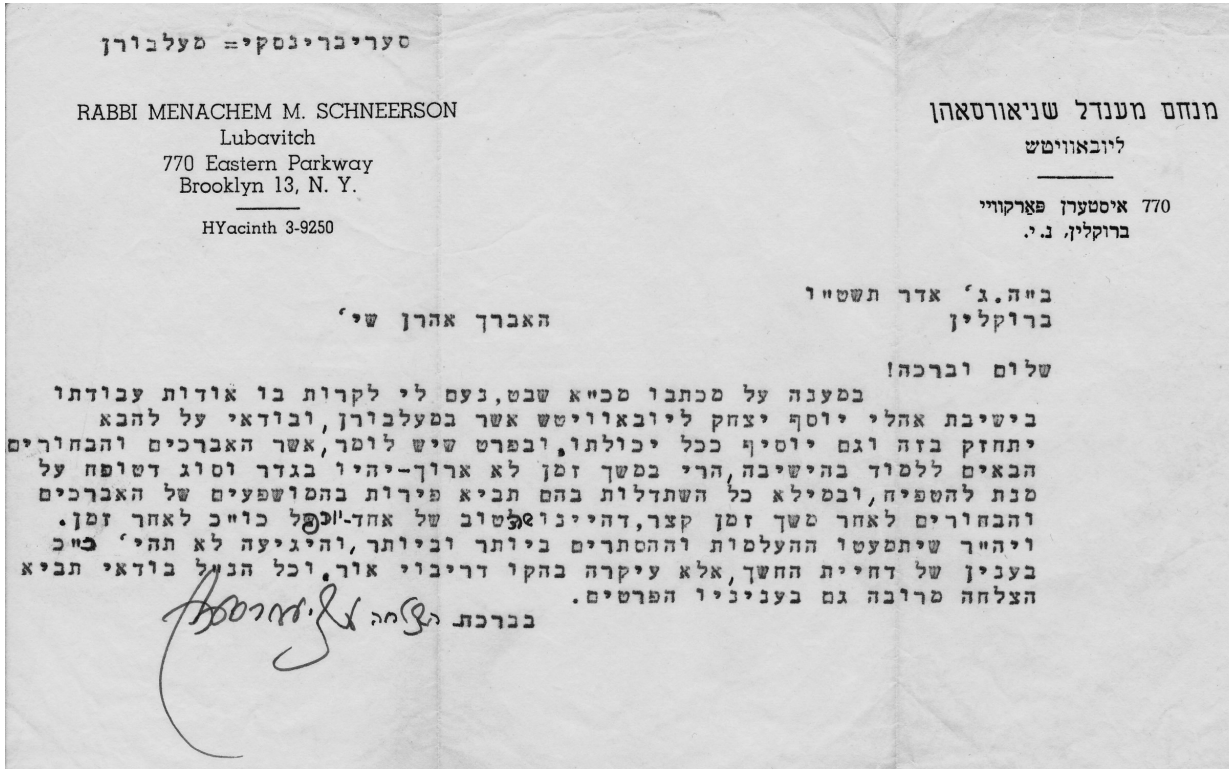 סעריברינסקי= מעלבורן
RABBI MENACHEM M. SCHNEERSON
Lubavitch
770 Eastern Parkway
Brooklyn 13, N. Y.
HYacinth 3-9250
מנחם מענדל שניאורסאהן
ליובאוויטש
770 איסטערן פּאַרקוויי
ברוקלין, נ.י.
ב"ה.ג' אדר תשט"ו
ברוקלין
האברך אהרן שי'
שלום וברכה!
במענה על מכתבו מכ"א שבט,נעם לי לקרות בו אודות עבודתו
בישיבת אהלי יוסף יצחק ליובאוויטש אשר במעלבורן,ובודאי על להבא
יתחזק בזה וגם יוסיף ככל יכולתו.ובפרט שיש לומר,אשר האברכים והבחורים
הבאים ללמוד בהישיבה,הרי במשך זמן לא ארוך-יהיו בגדר וסוג דטופח על
מנת להטפיח,ובמילא כל השתדלות בהם תביא פירות בהמושפעים של האברכים
והבחורים לאחר משך זמן קצר,דהיינו לטוב של אחד- כו"כ לאחר זמן.
ויה"ר שיתמעטו ההעלמות וההסתרים ביותר וביותר,והיגיעה לא תהי' כ"כ
בענין של דחיית החשך,אלא עיקרה בהקו דריבוי אור.וכל הנ"ל בודאי תביא
הצלחה מרובה גם בעניניו הפרטים.
בברכת הצלחה